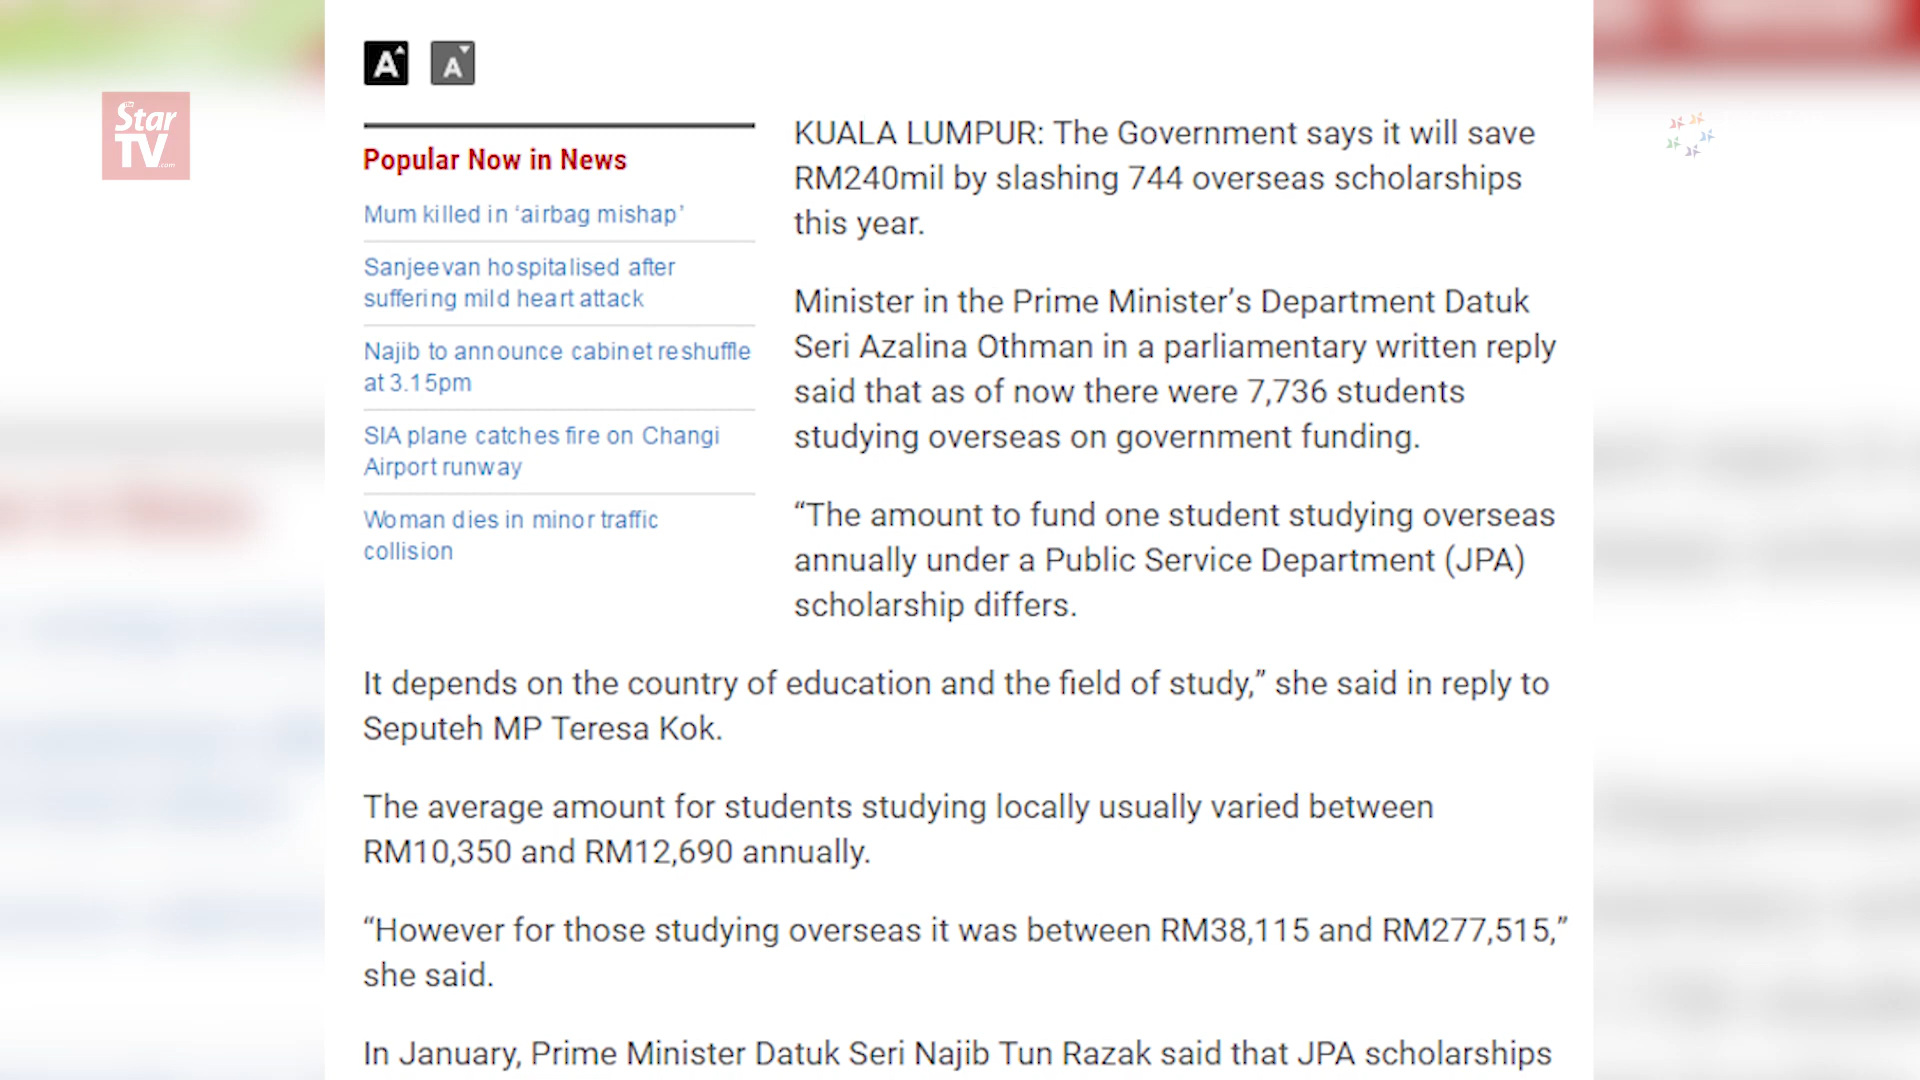 A A
The
Star
TV
.com
Popular Now in News
Mum killed in ‘airbag mishap’
Sanjeevan hospitalised after
suffering mild heart attack
Najib to announce cabinet reshuffle
at 3.15pm
SIA plane catches fire on Changi
Airport runway
Woman dies in minor traffic
collision
KUALA LUMPUR: The Government says it will save
RM240mil by slashing 744 overseas scholarships
this year.
Minister in the Prime Minister’s Department Datuk
Seri Azalina Othman in a parliamentary written reply
said that as of now there were 7,736 students
studying overseas on government funding.
“The amount to fund one student studying overseas
annually under a Public Service Department (JPA)
scholarship differs.
It depends on the country of education and the field of study,” she said in reply to
Seputeh MP Teresa Kok.
The average amount for students studying locally usually varied between
RM10,350 and RM12,690 annually.
“However for those studying overseas it was between RM38,115 and RM277,515,”
she said.
In January, Prime Minister Datuk Seri Najib Tun Razak said that JPA scholarships